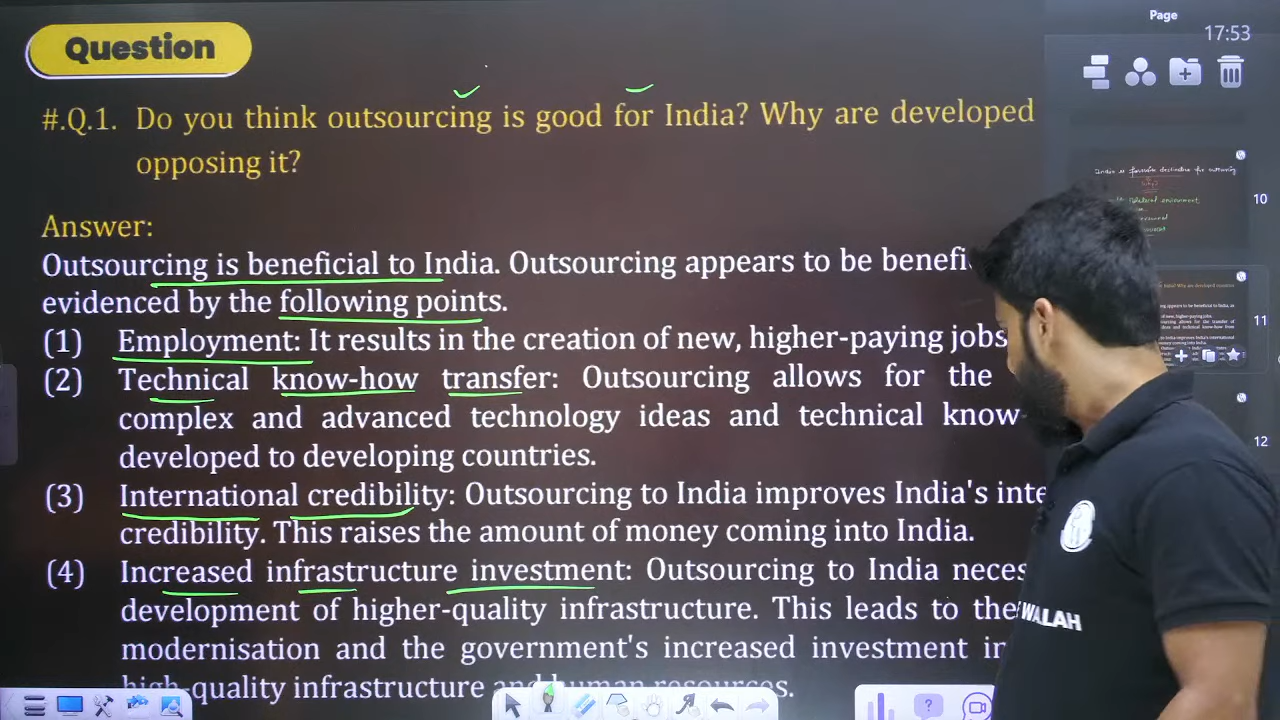 Page
17:53
Question
#.Q.1. Do you think outsourcing is good for India? Why are developed
opposing it?
Answer:
Outsourcing is beneficial to India. Outsourcing appears to be
evidenced by the following points.
(1) Employment: It results in the creation of new, higher-paying jobs
(2) Technical know-how transfer: Outsourcing allows for the
complex and advanced technology ideas and technical know-
developed to developing countries.
(3) International credibility: Outsourcing to India improves India's
credibility. This raises the amount of money coming into India.
(4) Increased infrastructure investment: Outsourcing to India
development of higher-quality infrastructure. This leads to the
modernisation and the government's increased investment in
high-quality infrastructure and human resources.
10
11
12
WALAH